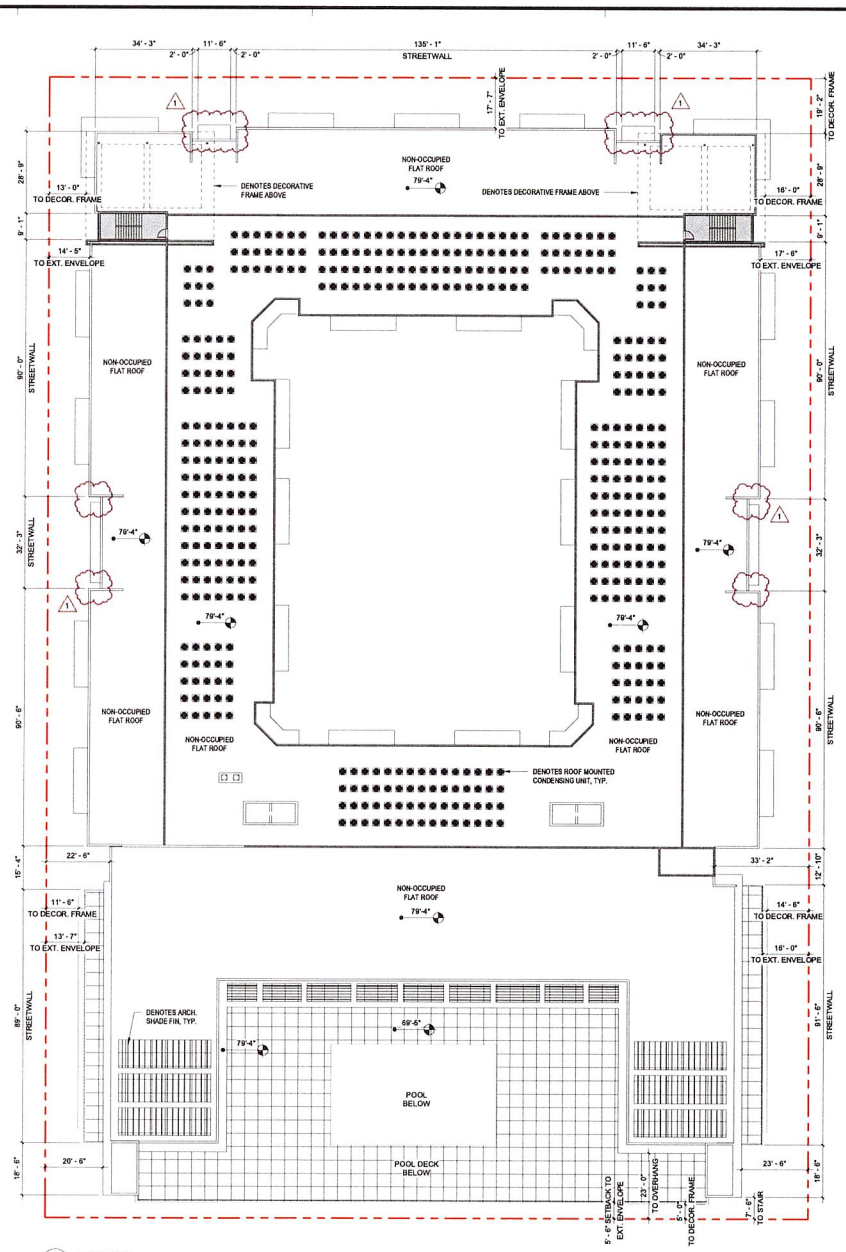 34' - 3"
11' - 6"
135' - 1"
11' - 6"
34' - 3"
2' - 0"
2' - 0"
STREETWALL
2' - 0"
2' - 0"
17' - 7"
TO EXT. ENVELOPE
19' - 2"
TO DECOR. FRAME
1
1
28' - 9"
NON-OCCUPIED
FLAT ROOF
79'-4"
28' - 9"
13' - 0"
TO DECOR. FRAME
DENOTES DECORATIVE
FRAME ABOVE
DENOTES DECORATIVE FRAME ABOVE
16' - 0"
TO DECOR. FRAME
9' - 1"
9' - 1"
14' - 5"
TO EXT. ENVELOPE
17' - 6"
TO EXT. ENVELOPE
90' - 0"
STREETWALL
NON-OCCUPIED
FLAT ROOF
NON-OCCUPIED
FLAT ROOF
90' - 0"
STREETWALL
32' - 3"
STREETWALL
79'-4"
1
79'-4"
32' - 3"
STREETWALL
1
79'-4"
79'-4"
90' - 6"
STREETWALL
NON-OCCUPIED
FLAT ROOF
NON-OCCUPIED
FLAT ROOF
NON-OCCUPIED
FLAT ROOF
NON-OCCUPIED
FLAT ROOF
90' - 6"
STREETWALL
DENOTES ROOF MOUNTED
CONDENSING UNIT, TYP.
15' - 4"
22' - 6"
33' - 2"
12' - 10"
NON-OCCUPIED
FLAT ROOF
79'-4"
11' - 6"
TO DECOR. FRAME
14' - 6"
TO DECOR. FRAME
13' - 7"
TO EXT. ENVELOPE
16' - 0"
TO EXT. ENVELOPE
89' - 0"
STREETWALL
DENOTES ARCH.
SHADE FIN, TYP.
69'-5"
79'-4"
91' - 6"
STREETWALL
POOL
BELOW
POOL DECK
BELOW
18' - 6"
20' - 6"
23' - 6"
18' - 6"
5' - 6" SETBACK TO
EXT. ENVELOPE
23' - 0"
TO OVERHANG
5' - 0"
TO DECOR. FRAME
7' - 6"
TO STAIR